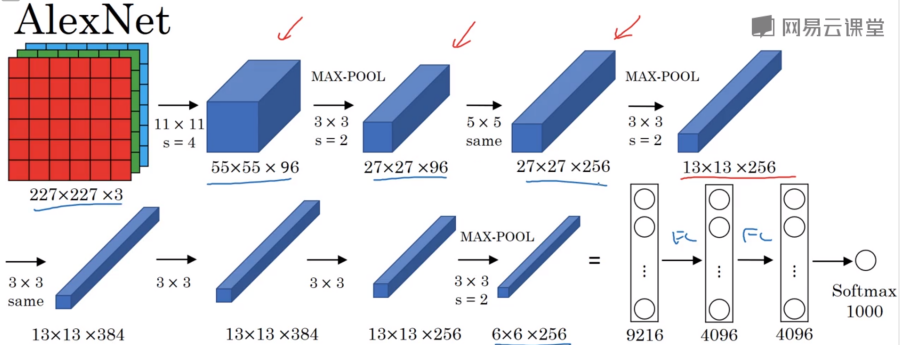 AlexNet
网易云课堂
11 × 11
s = 4
MAX-POOL
3 × 3
s = 2
5 × 5
same
MAX-POOL
3 × 3
s = 2
227×227 ×3
55×55 × 96
27×27 ×96
27×27 ×256
13×13 ×256
3 × 3
same
3 × 3
3 × 3
MAX-POOL
3 × 3
s = 2
=
FC
FC
⋮
⋮
⋮
Softmax
1000
13×13 ×384
13×13 ×384
13×13 ×256
6×6 ×256
9216
4096
4096